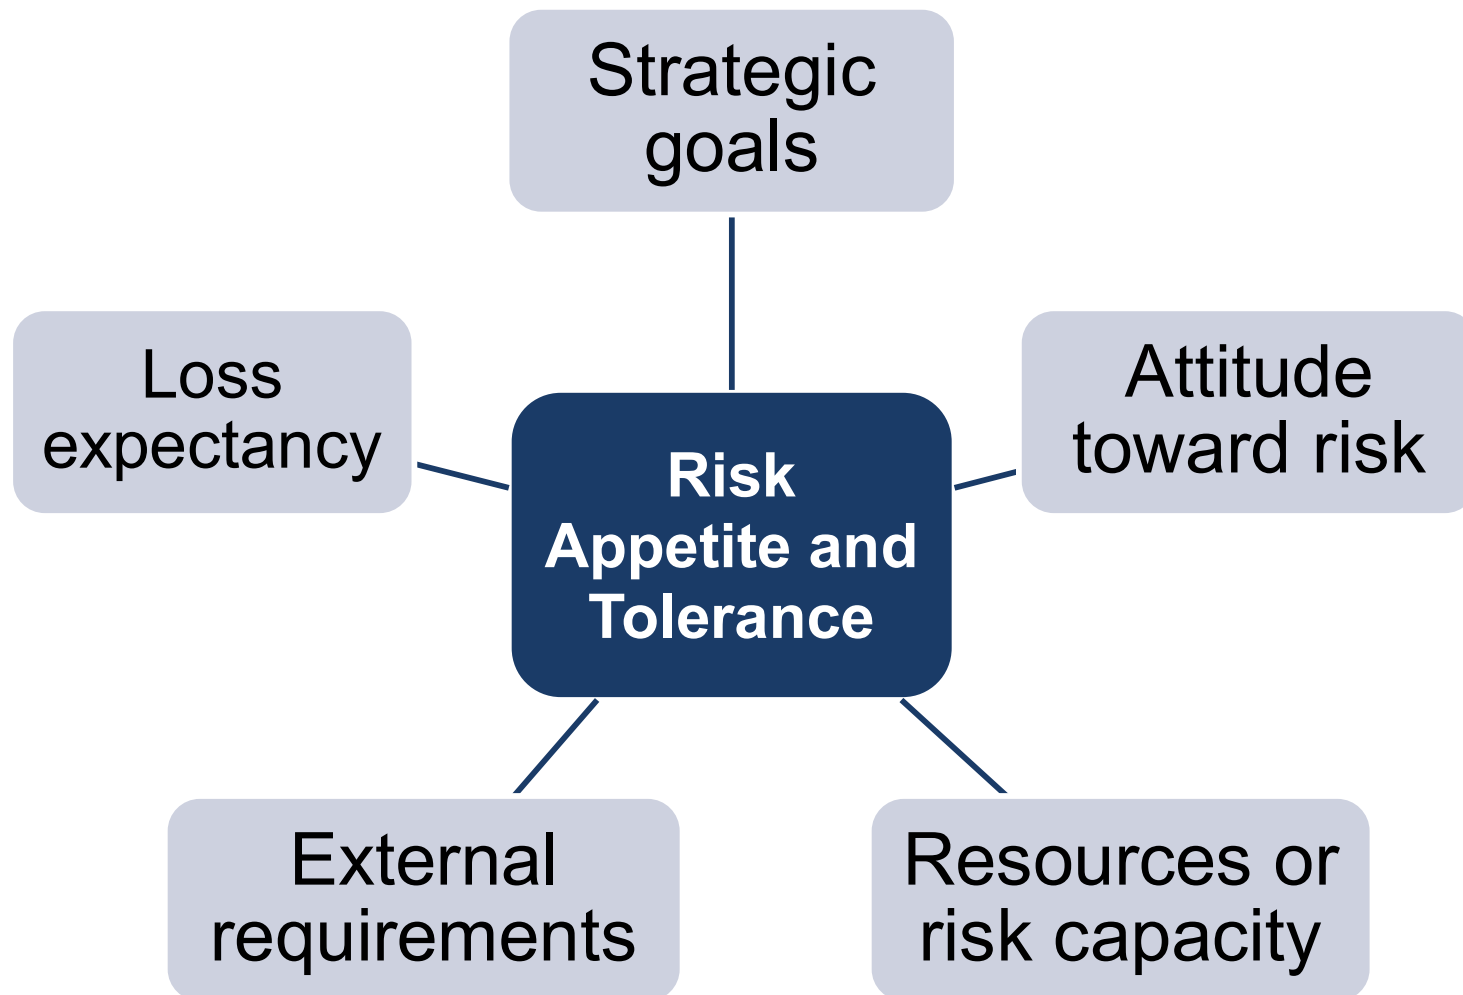 Strategic
goals
Loss
expectancy
Attitude
toward risk
Risk
Appetite and
Tolerance
External
requirements
Resources or
risk capacity